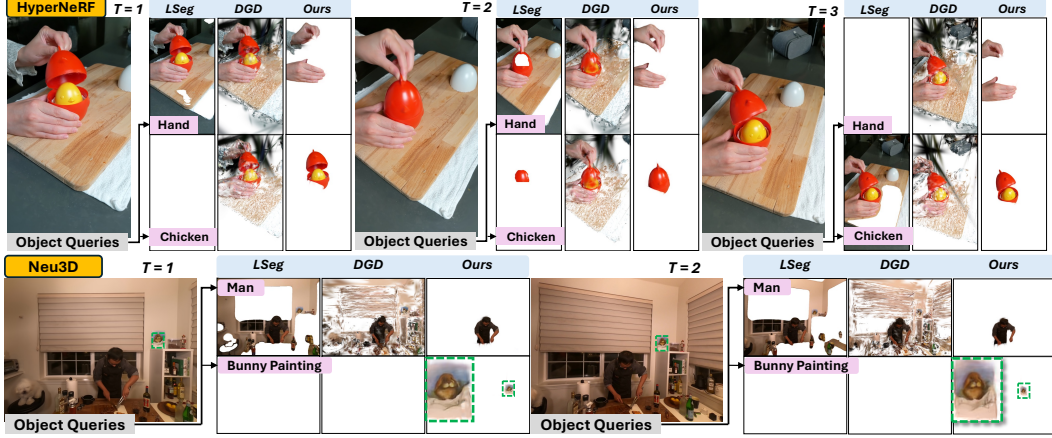 HyperNeRF
T = 1
LSeg
DGD
Ours
T = 2
LSeg
DGD
Ours
T = 3
LSeg
DGD
Ours
Hand
Hand
Hand
Object Queries
Chicken
Object Queries
Chicken
Object Queries
Chicken
Neu3D
T = 1
LSeg
DGD
Ours
T = 2
LSeg
DGD
Ours
Man
Man
Bunny Painting
Bunny Painting
Object Queries
Object Queries